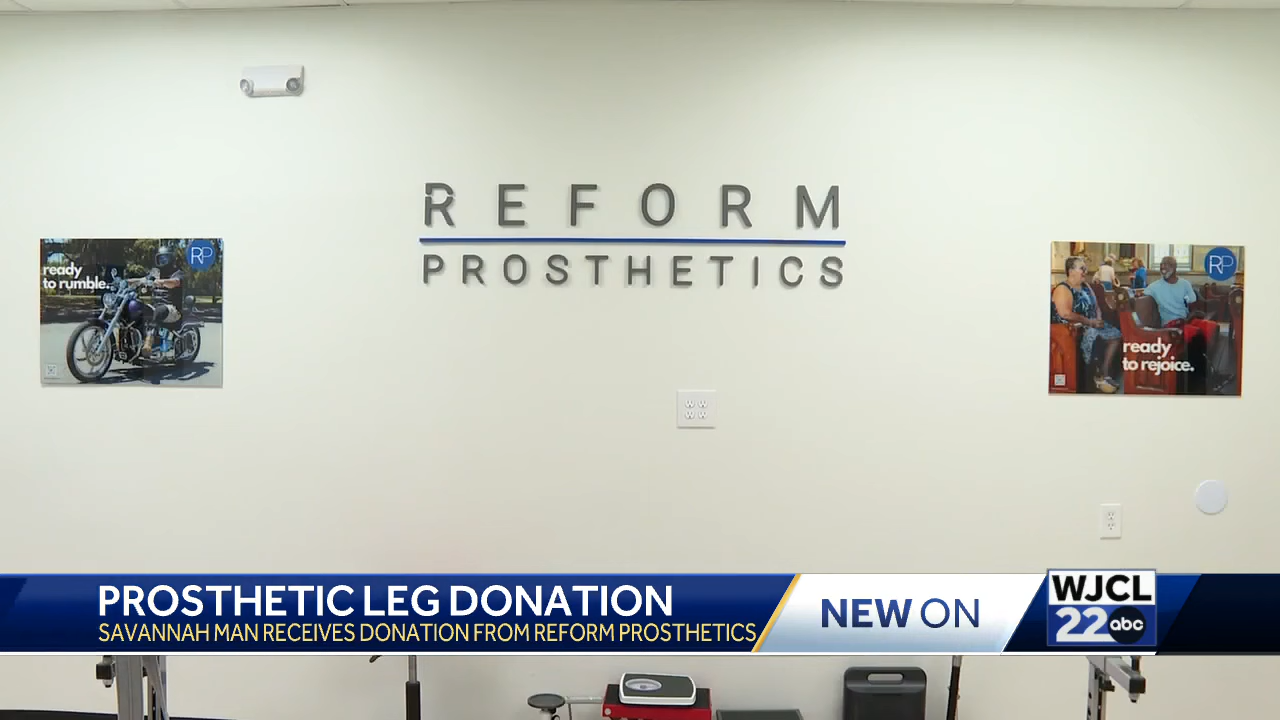 REFORM
PROSTHETICS
RP
ready
to rumble.
RP
ready
to rejoice.
PROSTHETIC LEG DONATION
SAVANNAH MAN RECEIVES DONATION FROM REFORM PROSTHETICS
NEW ON
WJCL
22 abc